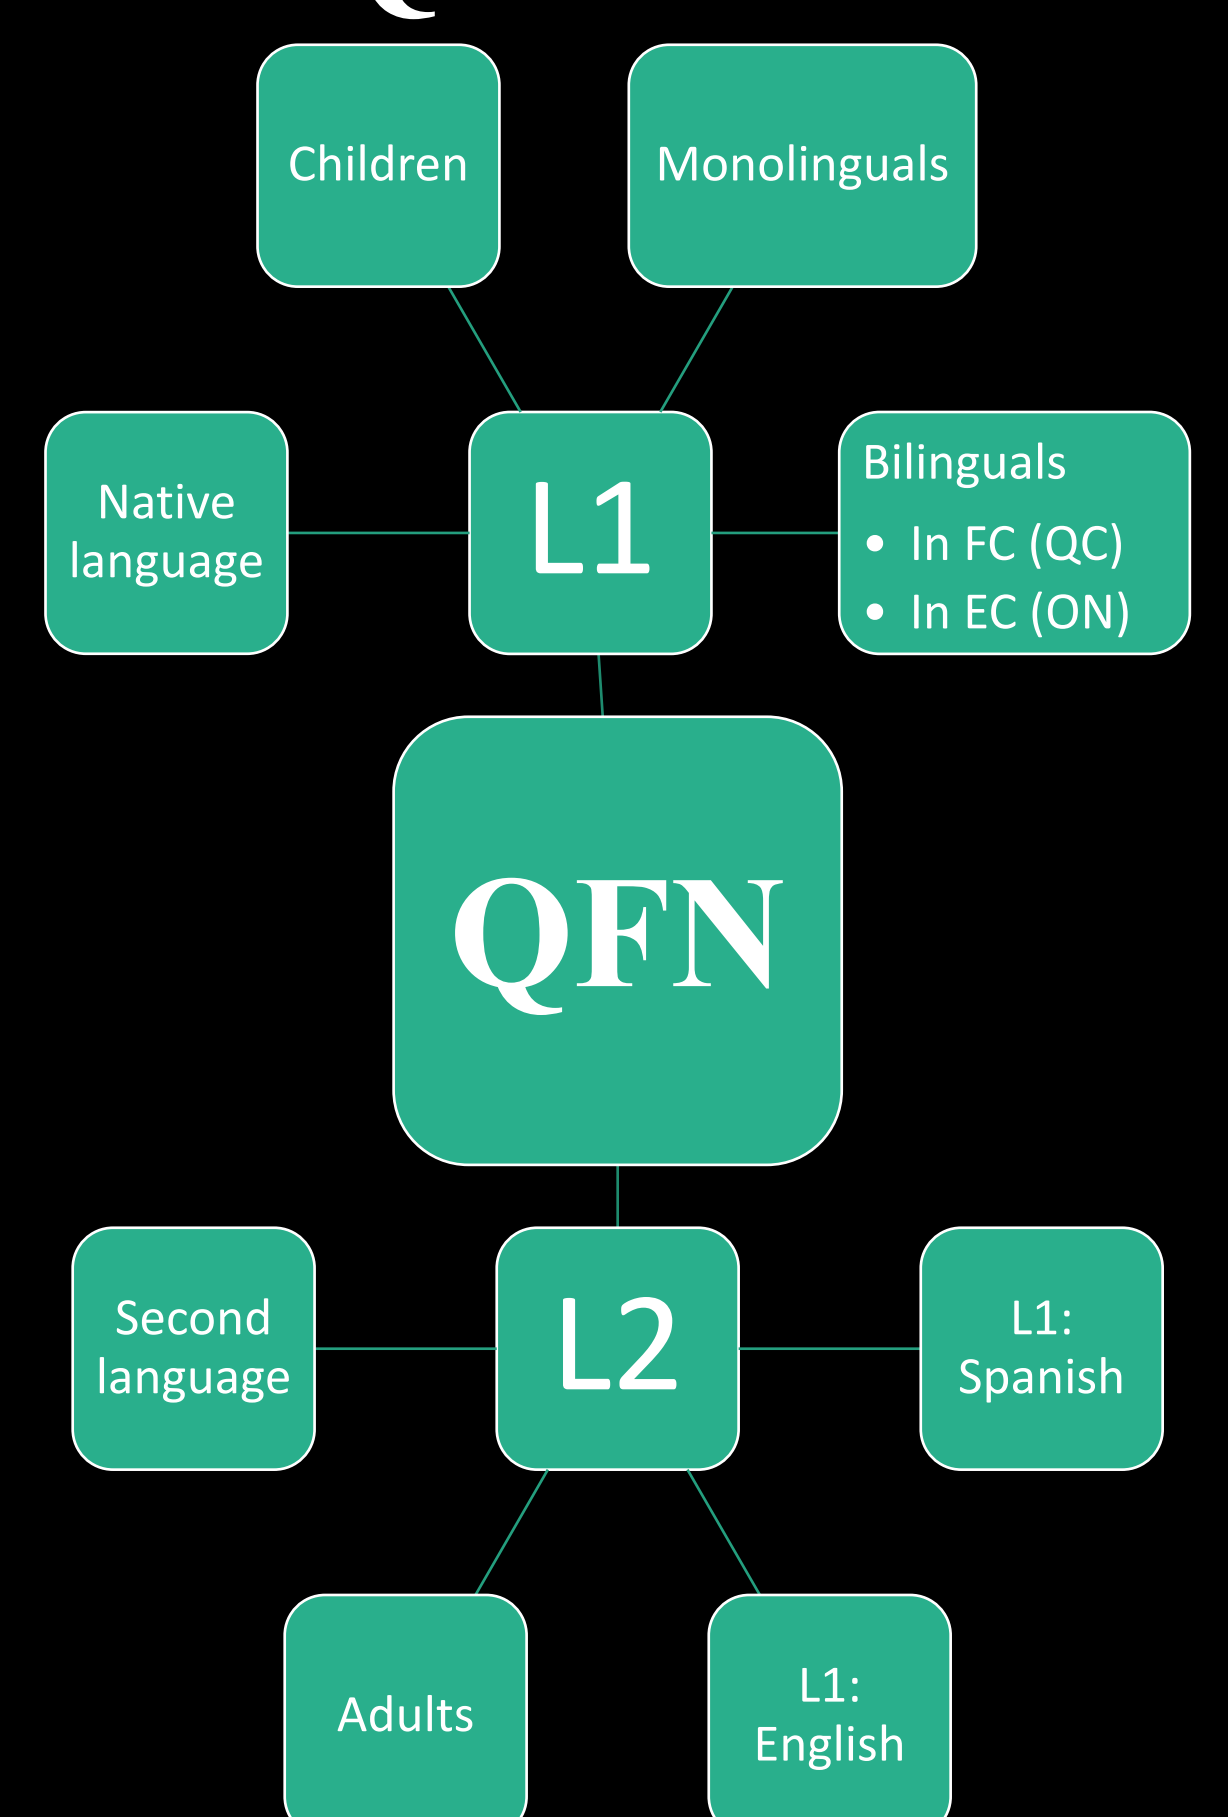 Children
Monolinguals
Native
language
L1
Bilinguals
• In FC (QC)
• In EC (ON)
QFN
Second
language
L2
L1:
Spanish
Adults
L1:
English